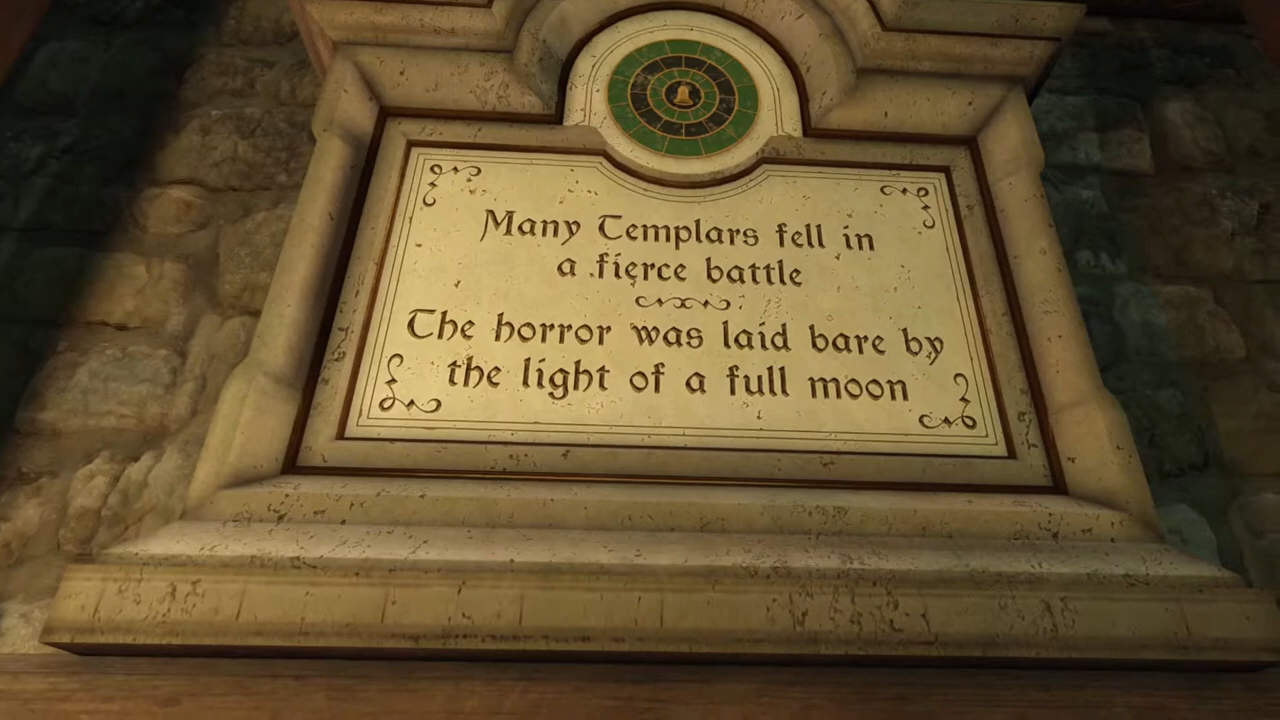 Many Templars fell in
a fierce battle
The horror was laid bare by
the light of a full moon